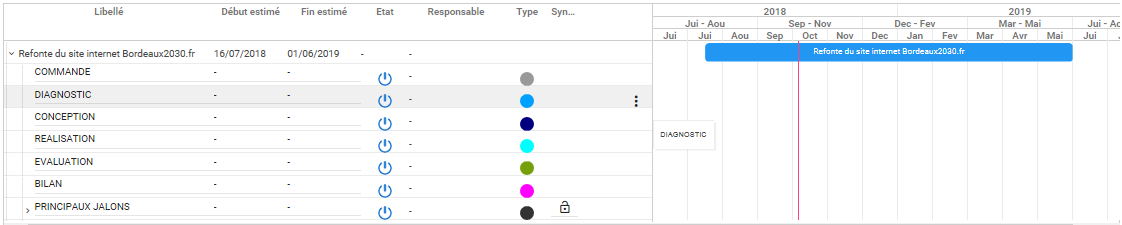 Libellé Début estimé Fin estimé Etat Responsable Type Syn...
2018 2019
Jui - Aou Sep - Nov Dec - Fev Mar - Mai Jui - Ao
Jui Jui Aou Sep Oct Nov Dec Jan Fev Mar Avr Mai Jui J
Refonte du site internet Bordeaux2030.fr 16/07/2018 01/06/2019 - - Refonte du site internet Bordeaux2030.fr
COMMANDE - - -
DIAGNOSTIC - - -
CONCEPTION - - -
DIAGNOSTIC
REALISATION - - -
EVALUATION - - -
BILAN - - -
PRINCIPAUX JALONS - - -